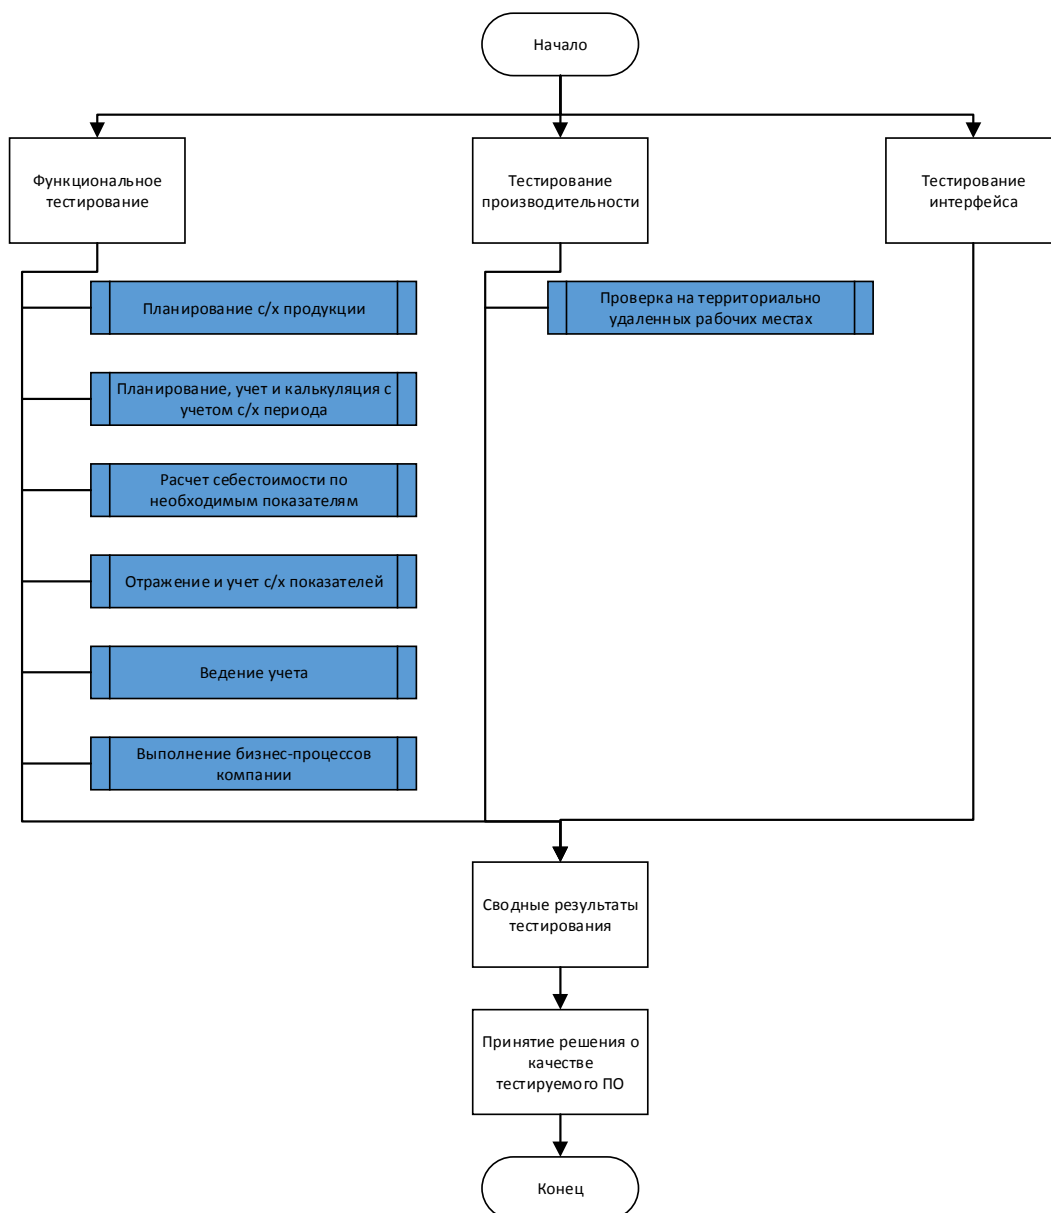 Начало
Функциональное
тестирование
Тестирование
производительности
Тестирование
интерфейса
Планирование с/х продукции
Проверка на территориально
удаленных рабочих местах
Планирование, учет и калькуляция с
учетом с/х периода
Расчет себестоимости по
необходимым показателям
Отражение и учет с/х показателей
Ведение учета
Выполнение бизнес-процессов
компании
Сводные результаты
тестирования
Принятие решения о
качестве
тестируемого ПО
Конец